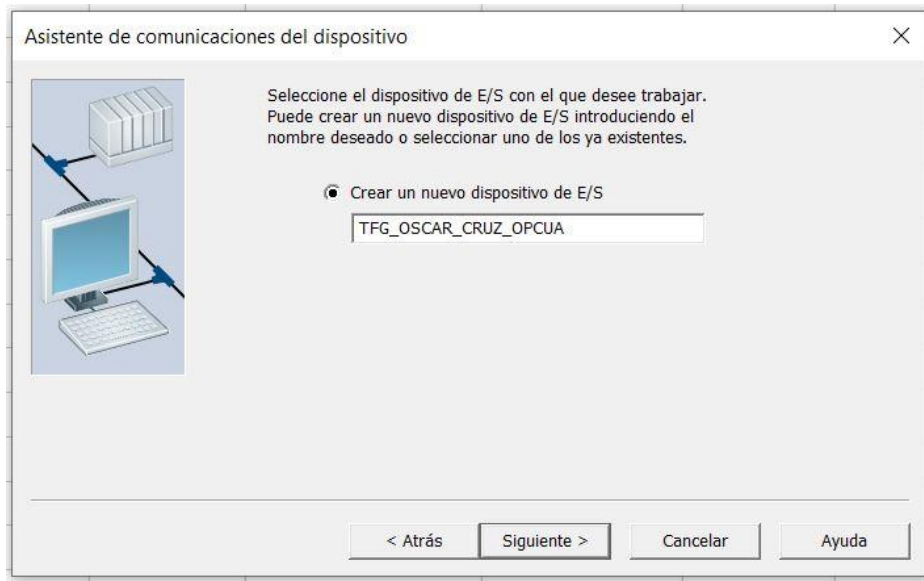 Asistente de comunicaciones del dispositivo
Seleccione el dispositivo de E/S con el que desee trabajar.
Puede crear un nuevo dispositivo de E/S introduciendo el
nombre deseado o seleccionar uno de los ya existentes.
Crear un nuevo dispositivo de E/S
TFG_OSCAR_CRUZ_OPCUA
< Atrás
Siguiente >
Cancelar
Ayuda